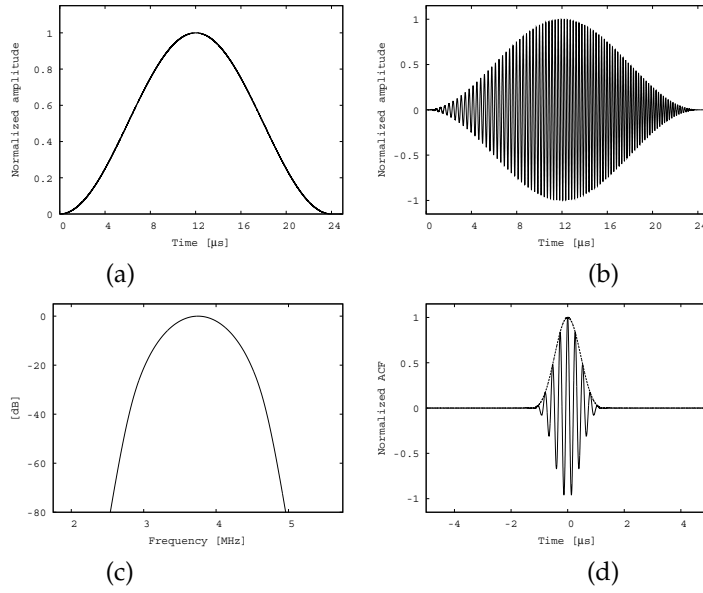 Normalized amplitude
1
0.8
0.6
0.4
0.2
0
0 4 8 12 16 20 24
Time [µs]
(a)
Normalized amplitude
1
0.5
0
-0.5
-1
0 4 8 12 16 20 24
Time [µs]
(b)
[dB]
0
-20
-40
-60
-80
2 3 4 5
Frequency [MHz]
(c)
Normalized ACF
1
0.5
0
-0.5
-1
-4 -2 0 2 4
Time [µs]
(d)